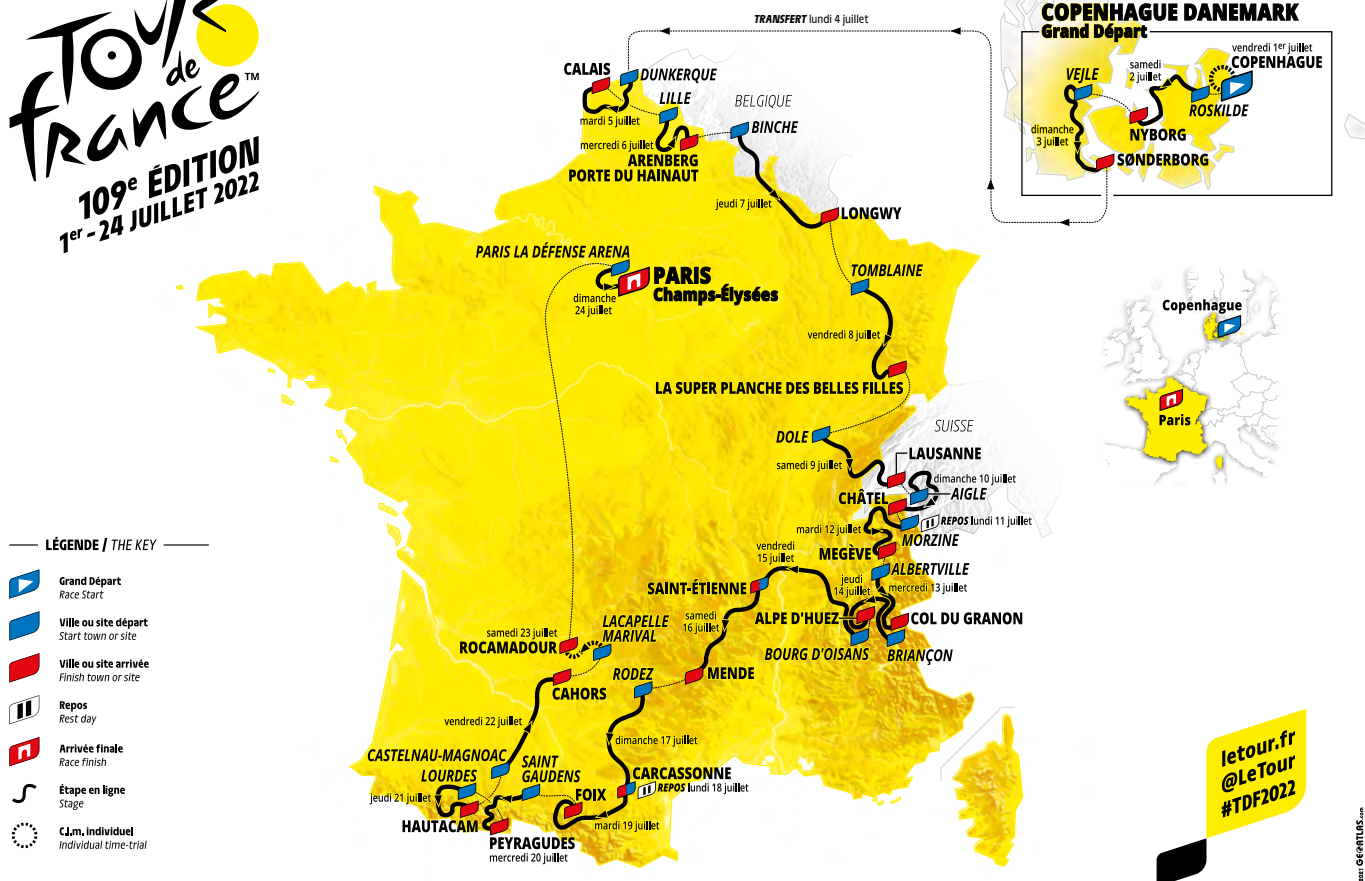 TOUR
de
france™
109e ÉDITION
1er - 24 JUILLET 2022
TRANSFERT lundi 4 juillet
COPENHAGUE DANEMARK
Grand Départ
vendredi 1er juillet
COPENHAGUE
samedi
2 juillet
VEJLE
ROSKILDE
NYBORG
dimanche
3 juillet
SØNDERBORG
CALAIS
DUNKERQUE
LILLE
mardi 5 juillet
BELGIQUE
BINCHE
mercredi 6 juillet
ARENBERG
PORTE DU HAINAUT
jeudi 7 juillet
LONGWY
PARIS LA DÉFENSE ARENA
PARIS
Champs-Élysées
dimanche
24 juillet
TOMBLAINE
vendredi 8 juillet
LA SUPER PLANCHE DES BELLES FILLES
Copenhague
Paris
DOLE
SUISSE
samedi 9 juillet
LAUSANNE
dimanche 10 juillet
AIGLE
CHÂTEL
REPOS lundi 11 juillet
mardi 12 juillet
MORZINE
MEGÈVE
ALBERTVILLE
mercredi 13 juillet
vendredi
15 juillet
jeudi
14 juillet
SAINT-ÉTIENNE
ALPE D'HUEZ
COL DU GRANON
BOURG D'OISANS
BRIANÇON
samedi
16 juillet
samedi 23 juillet
ROCAMADOUR
LACAPELLE
MARIVAL
RODEZ
MENDE
CAHORS
vendredi 22 juillet
dimanche 17 juillet
CASTELNAU-MAGNOAC
LOURDES
SAINT
GAUDENS
CARCASSONNE
REPOS lundi 18 juillet
jeudi 21 juillet
FOIX
HAUTACAM
mardi 19 juillet
PEYRAGUDES
mercredi 20 juillet
LÉGENDE / THE KEY
Grand Départ
Race Start
Ville ou site départ
Start town or site
Ville ou site arrivée
Finish town or site
Repos
Rest day
Arrivée finale
Race finish
Étape en ligne
Stage
C.l.m. individuel
Individual time-trial
letour.fr
@LeTour
#TDF2022
2021 GEOATLAS.com